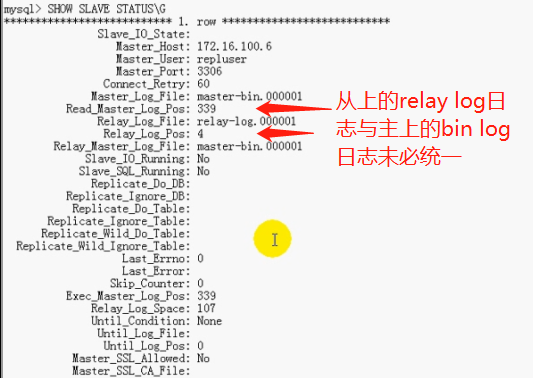 mysql> SHOW SLAVE STATUS\G
*************************** 1. row ***************************
Slave_IO_State:
Master_Host: 172.16.100.6
Master_User: repluser
Master_Port: 3306
Connect_Retry: 60
Master_Log_File: master-bin.000001
Read_Master_Log_Pos: 339
Relay_Log_File: relay-log.000001
Relay_Log_Pos: 4
Relay_Master_Log_File: master-bin.000001
Slave_IO_Running: No
Slave_SQL_Running: No
Replicate_Do_DB:
Replicate_Ignore_DB:
Replicate_Do_Table:
Replicate_Ignore_Table:
Replicate_Wild_Do_Table:
Replicate_Wild_Ignore_Table:
Last_Errno: 0
Last_Error:
Skip_Counter: 0
Exec_Master_Log_Pos: 339
Relay_Log_Space: 107
Until_Condition: None
Until_Log_File:
Until_Log_Pos: 0
Master_SSL_Allowed: No
Master_SSL_CA_File:
从上的relay log日
志与主上的bin log
日志未必统一